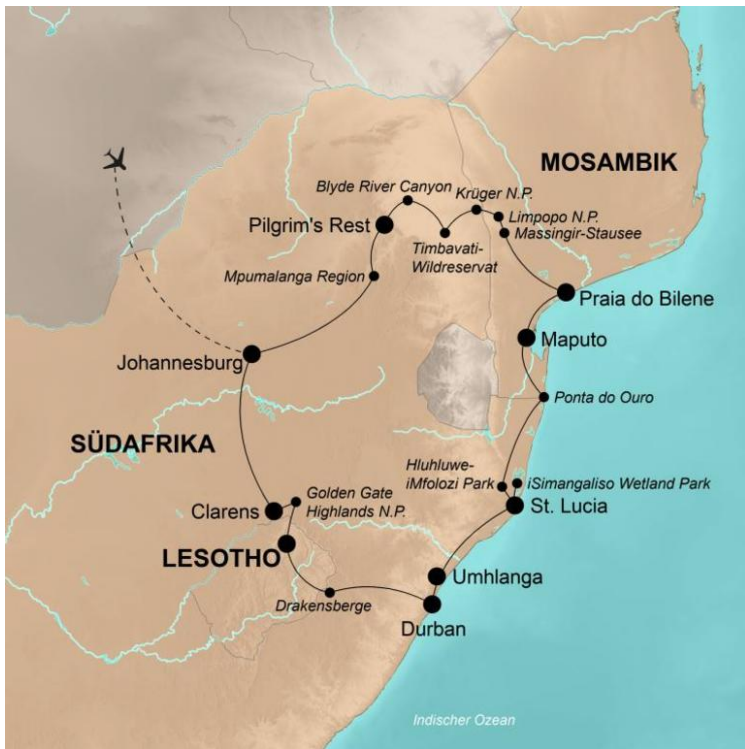 MOSAMBIK
Blyde River Canyon
Krüger N.P.
Pilgrim's Rest
Limpopo N.P.
Massingir-Stausee
Timbavati-
Wildreservat
Mpumalanga Region
Praia do Bilene
Maputo
Johannesburg
Ponta do Ouro
SÜDAFRIKA
Hluhluwe-
iMfolozi Park
iSimangaliso Wetland Park
Golden Gate
Highlands N.P.
St. Lucia
Clarens
LESOTHO
Umhlanga
Drakensberge
Durban
Indischer Ozean